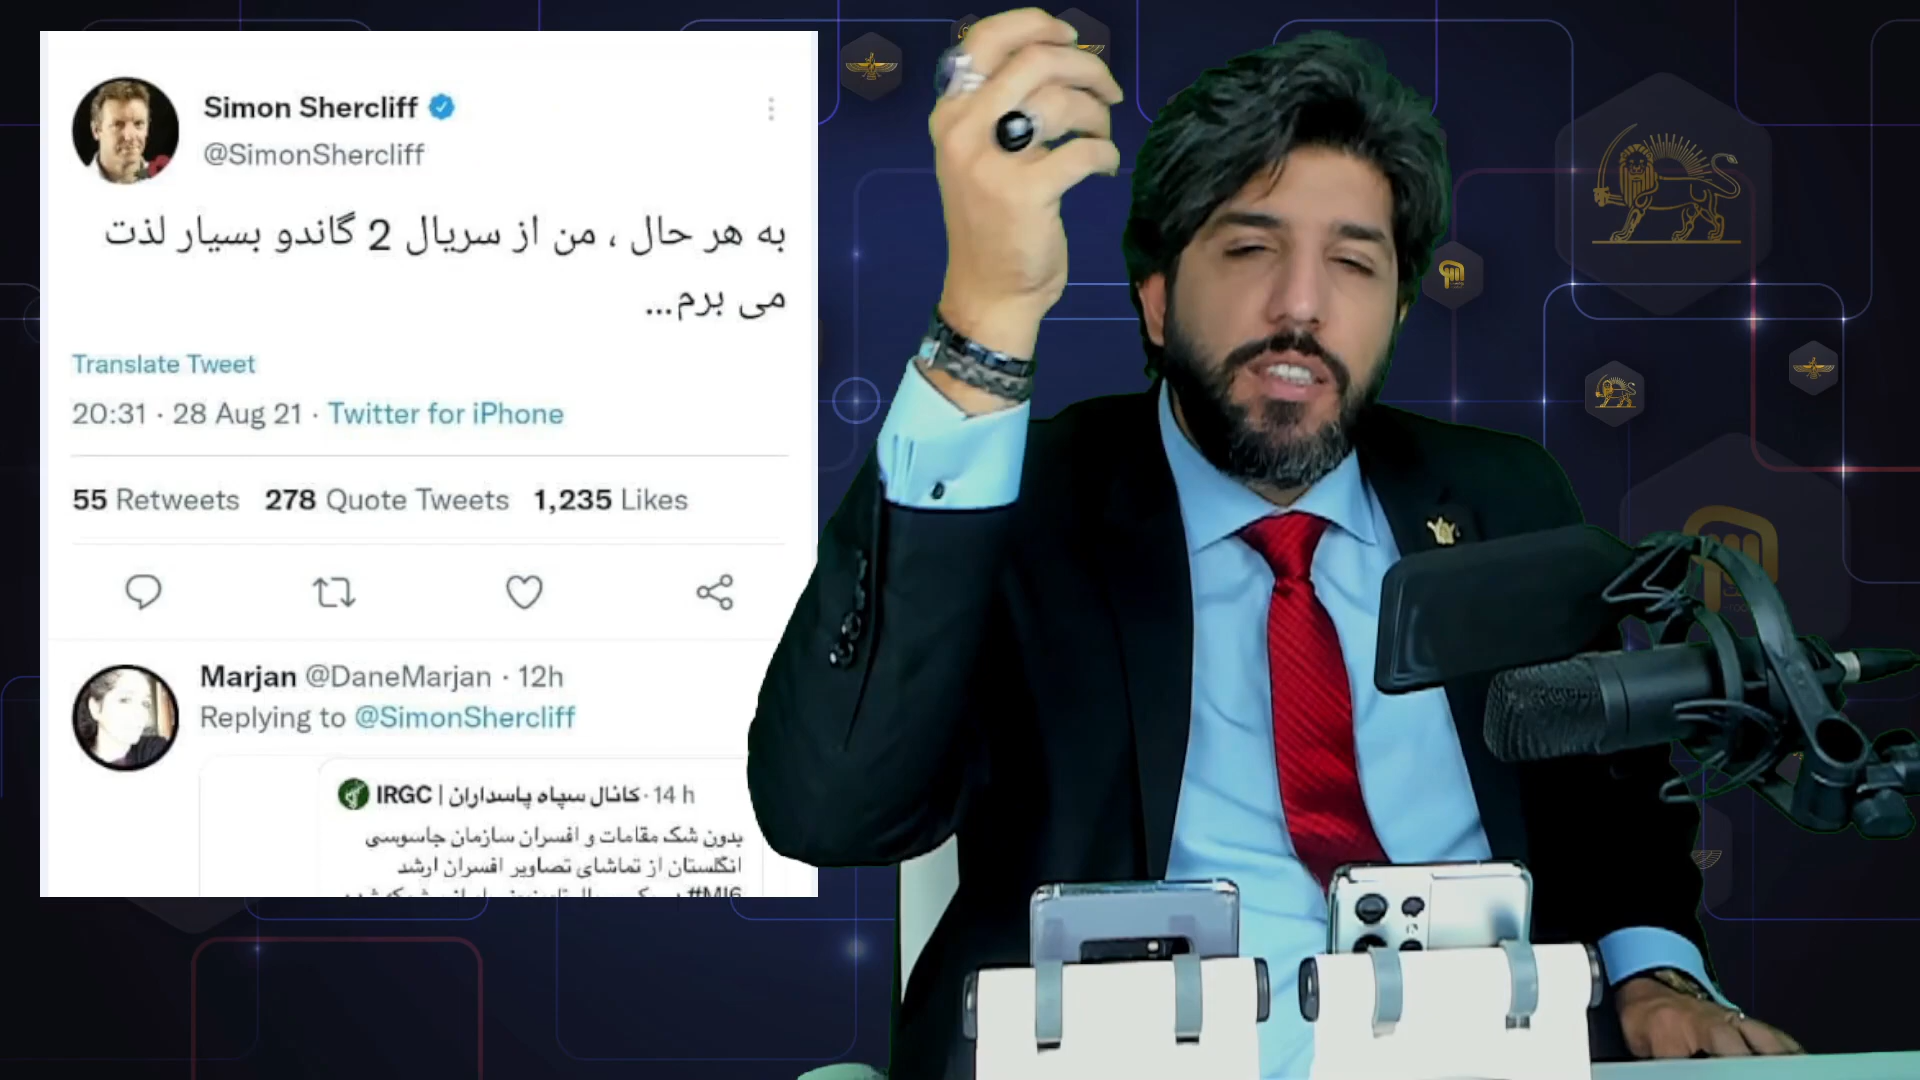 Simon Shercliff
@SimonShercliff
به هر حال ، من از سریال 2 گاندو بسیار لذت
می برم...
Translate Tweet
20:31 · 28 Aug 21 · Twitter for iPhone
55 Retweets 278 Quote Tweets 1,235 Likes
Marjan @DaneMarjan · 12h
Replying to @SimonShercliff
کانال سپاه پاسداران | IRGC · 14 h
بدون شک مقامات و افسران سازمان جاسوسی
انگلستان از تماشای تصاویر افسران ارشد
#MI6